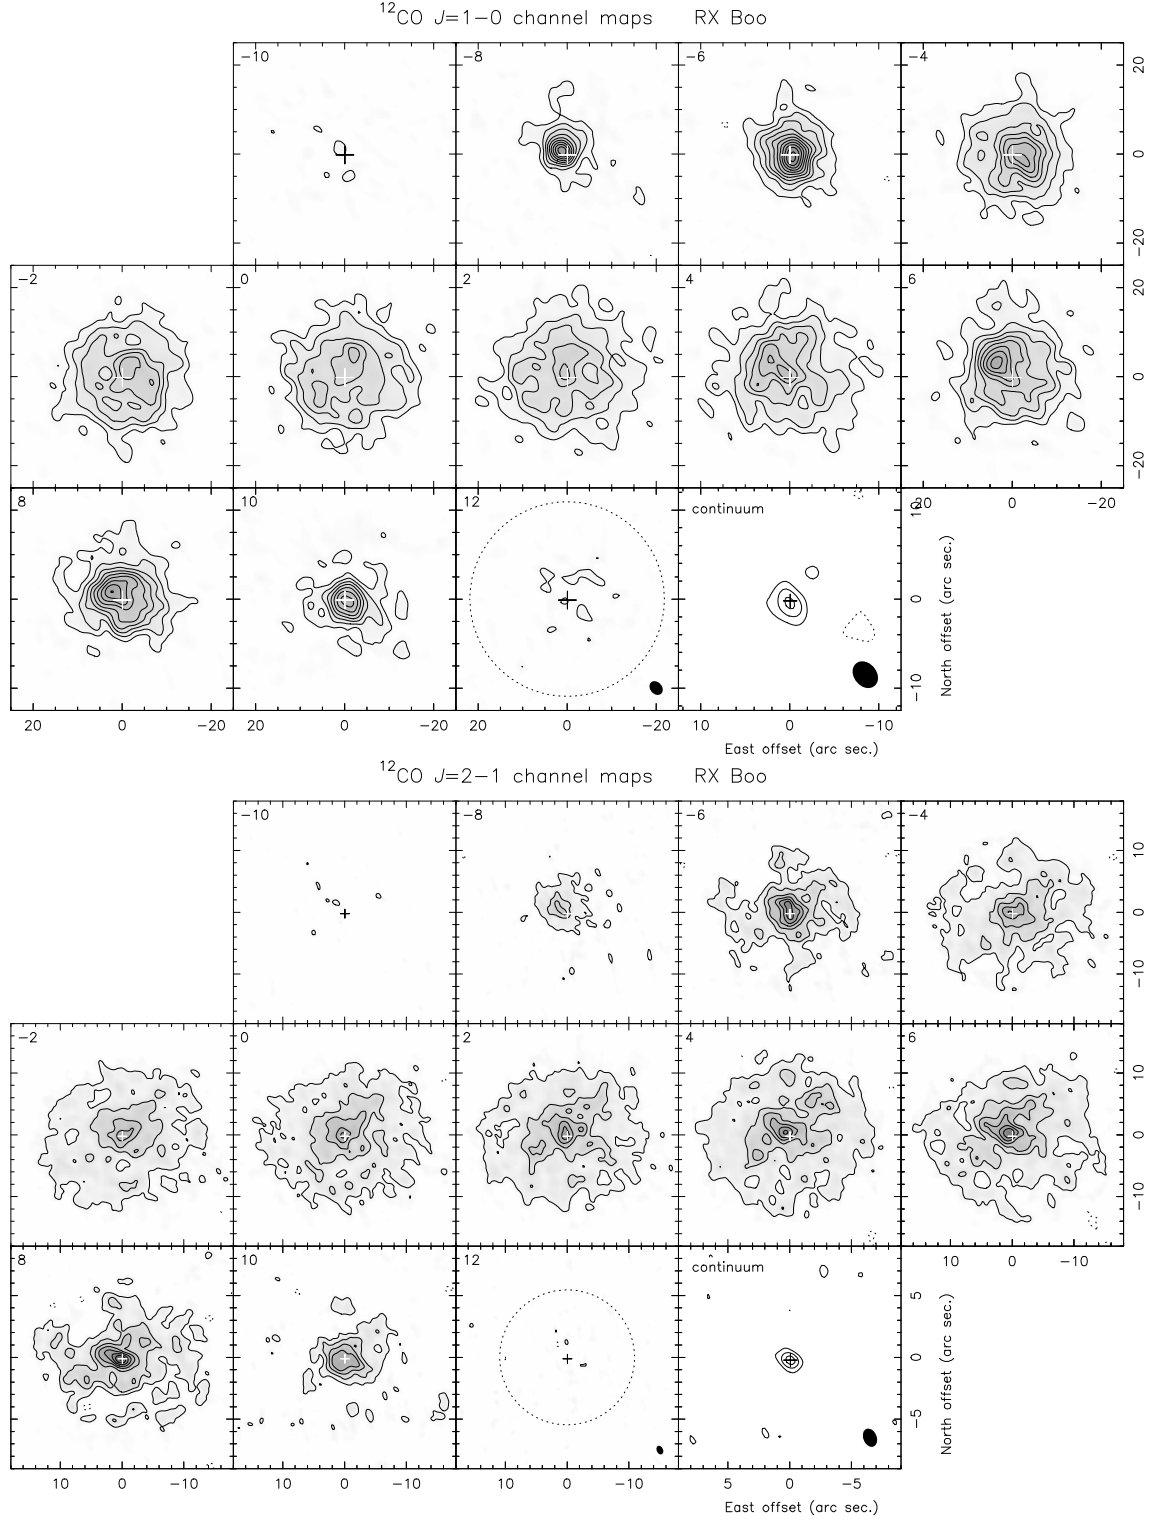 ¹²CO J=1−0 channel maps RX Boo
−10 −8 −6 −4
20 0 −20
−2 0 2 4 6
20 0 −20
20 0 −20
8 10 12 continuum
10 0 −10
North offset (arc sec.)
20 0 −20 20 0 −20 20 0 −20 10 0 −10
East offset (arc sec.)
¹²CO J=2−1 channel maps RX Boo
−10 −8 −6 −4
10 0 −10
−2 0 2 4 6
10 0 −10
10 0 −10
8 10 12 continuum
5 0 −5
North offset (arc sec.)
10 0 −10 10 0 −10 10 0 −10 5 0 −5
East offset (arc sec.)